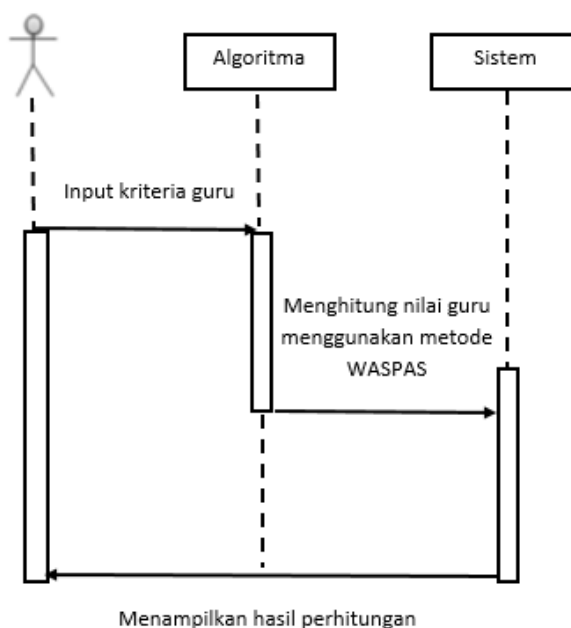 Algoritma
Sistem
Input kriteria guru
Menghitung nilai guru
menggunakan metode
WASPAS
Menampilkan hasil perhitungan